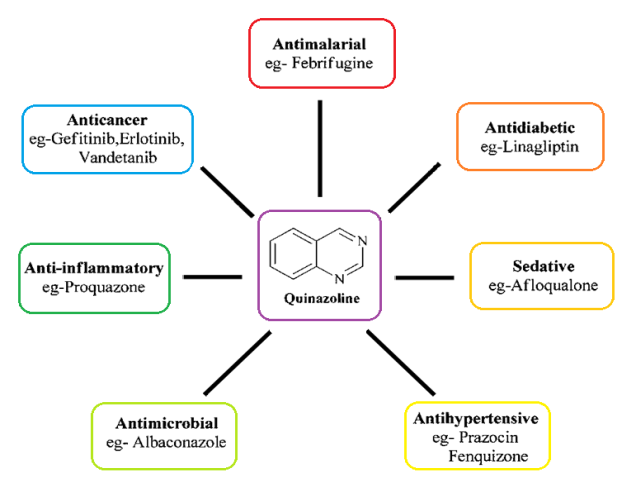 Antimalarial
eg- Febrifugine
Anticancer
eg-Gefitinib,Erlotinib,
Vandetanib
Antidiabetic
eg-Linagliptin
N
N
Quinazoline
Anti-inflammatory
eg-Proquazone
Sedative
eg-Afloqualone
Antimicrobial
eg- Albaconazole
Antihypertensive
eg- Prazocin
Fenquizone